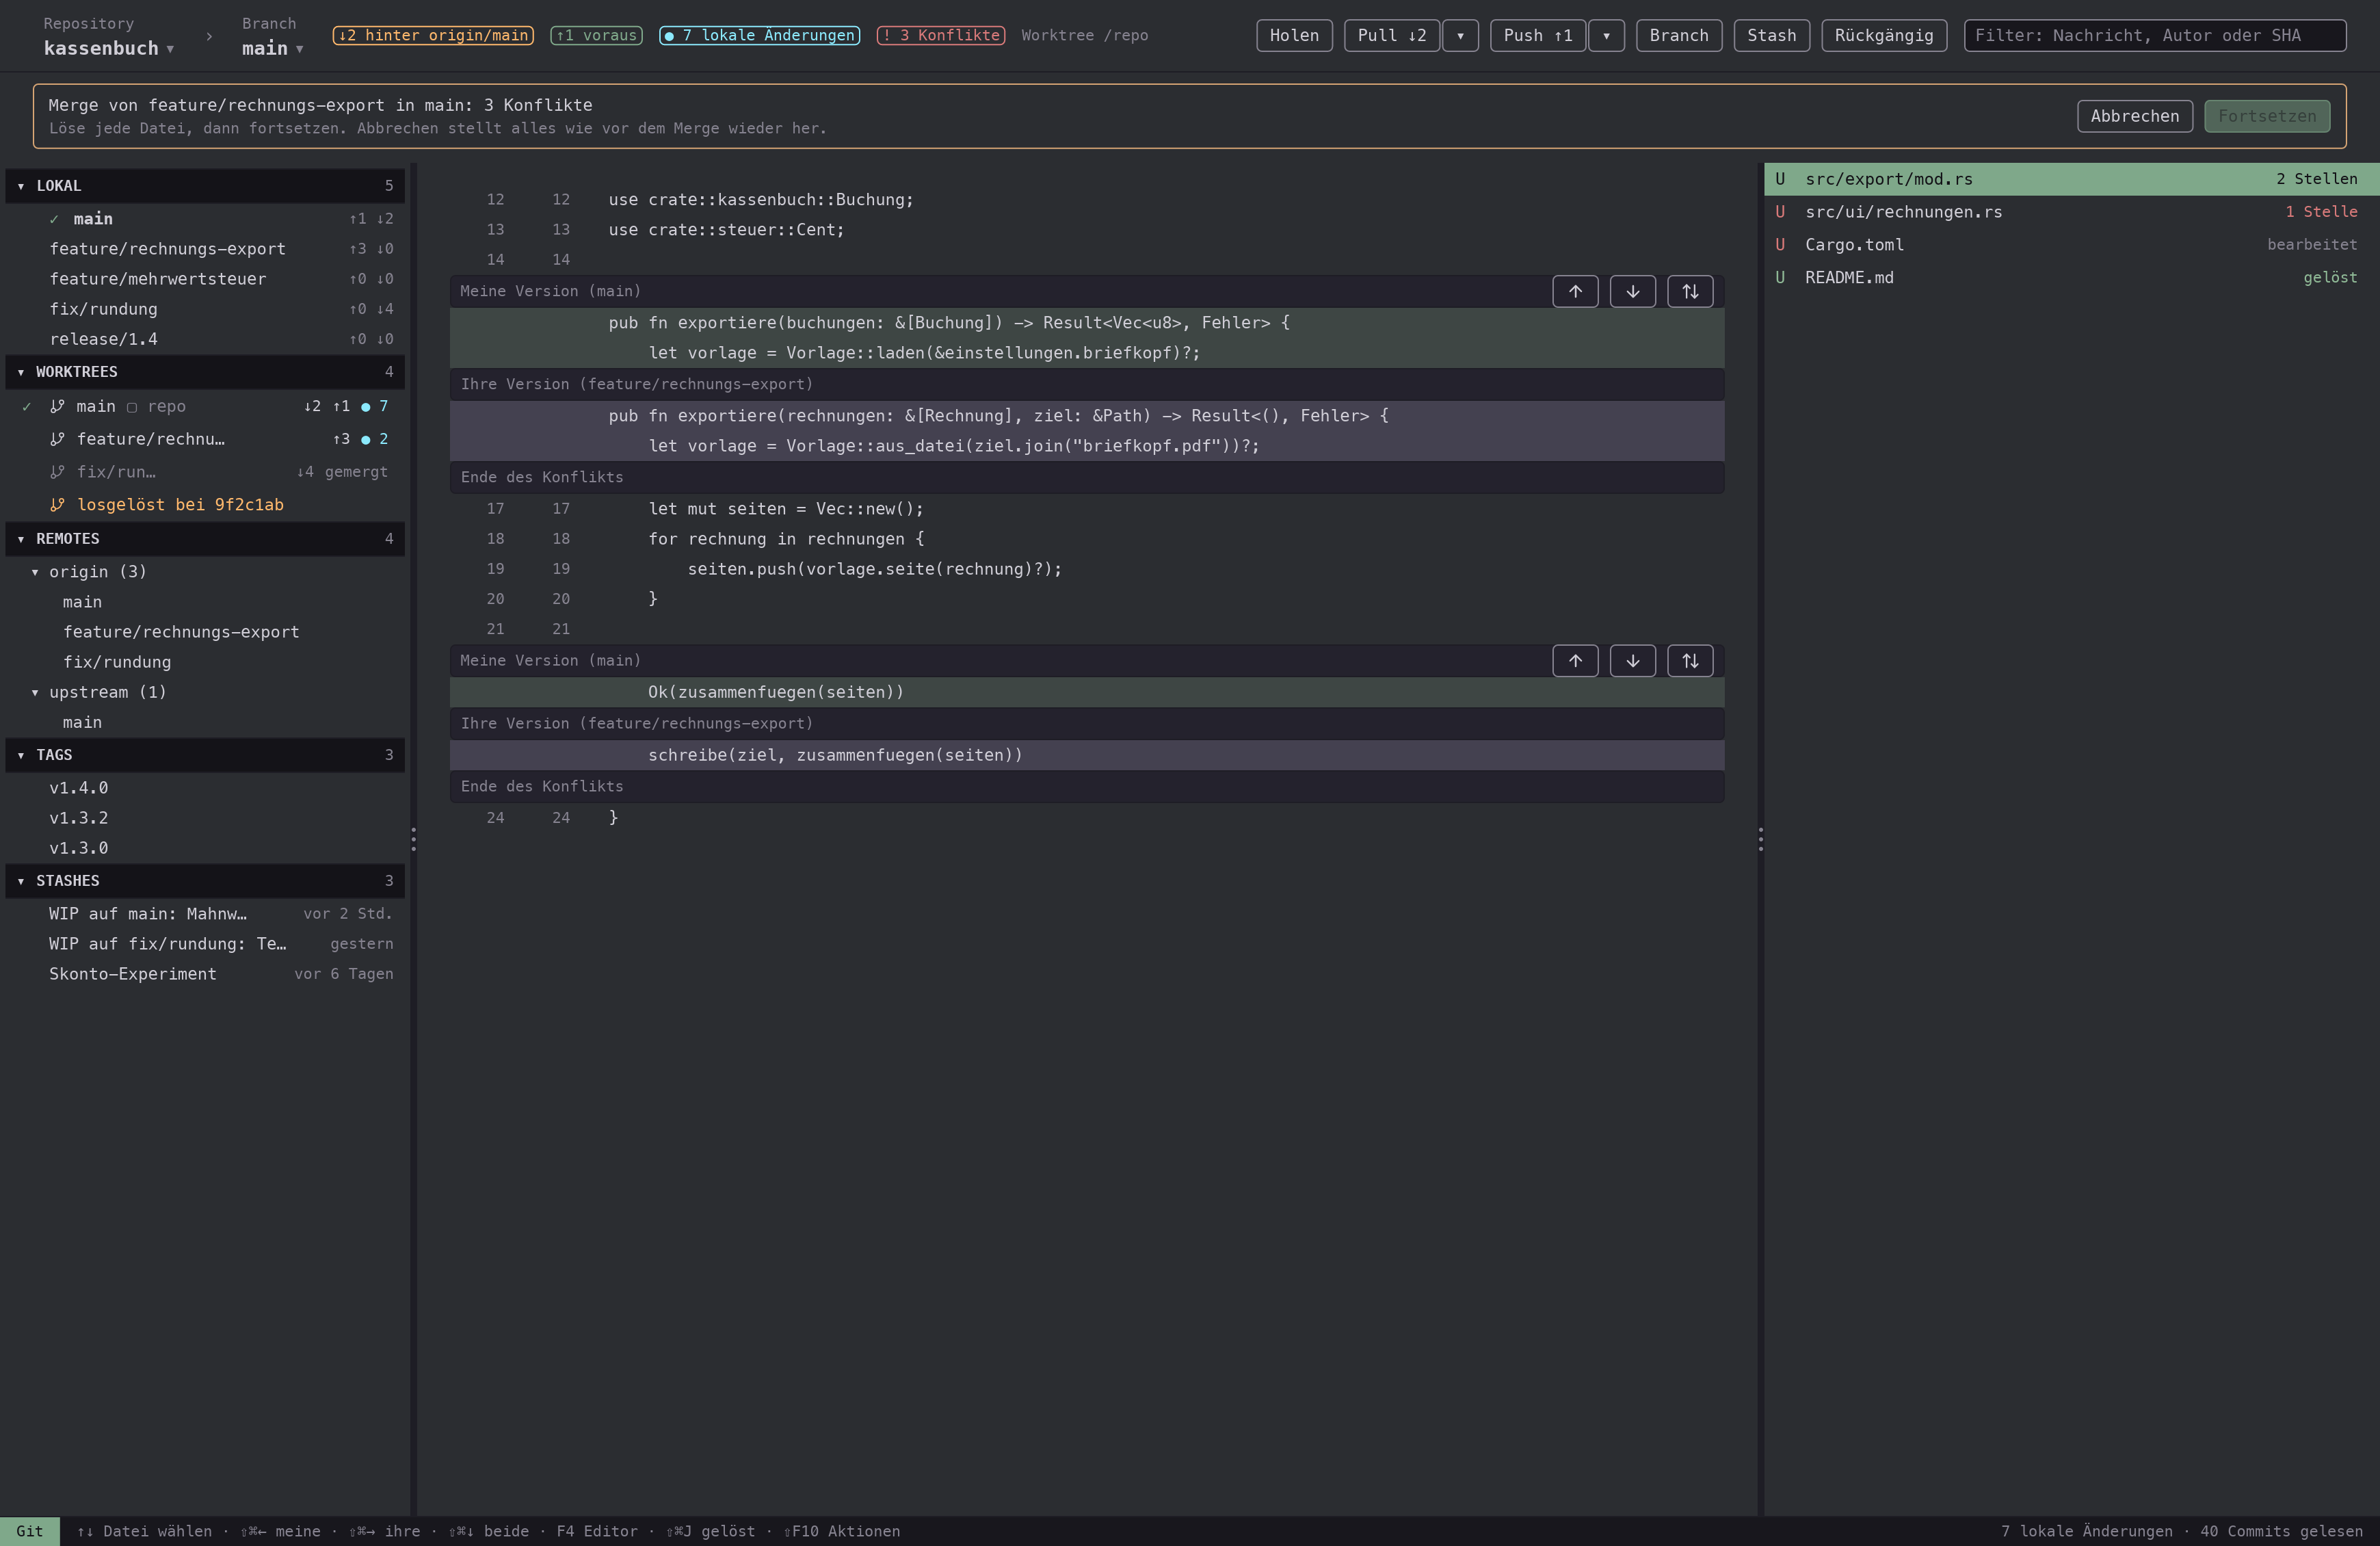 Repository
kassenbuch ▾
›
Branch
main ▾
↓2 hinter origin/main
↑1 voraus
● 7 lokale Änderungen
! 3 Konflikte
Worktree /repo
Holen
Pull ↓2 ▾
Push ↑1 ▾
Branch
Stash
Rückgängig
Filter: Nachricht, Autor oder SHA
Merge von feature/rechnungs-export in main: 3 Konflikte
Löse jede Datei, dann fortsetzen. Abbrechen stellt alles wie vor dem Merge wieder her.
Abbrechen
Fortsetzen
▾ LOKAL 5
✓ main ↑1 ↓2
feature/rechnungs-export ↑3 ↓0
feature/mehrwertsteuer ↑0 ↓0
fix/rundung ↑0 ↓4
release/1.4 ↑0 ↓0
▾ WORKTREES 4
✓ main ▢ repo ↓2 ↑1 ● 7
feature/rechnu… ↑3 ● 2
fix/run… ↓4 gemergt
losgelöst bei 9f2c1ab
▾ REMOTES 4
▾ origin (3)
main
feature/rechnungs-export
fix/rundung
▾ upstream (1)
main
▾ TAGS 3
v1.4.0
v1.3.2
v1.3.0
▾ STASHES 3
WIP auf main: Mahnw… vor 2 Std.
WIP auf fix/rundung: Te… gestern
Skonto-Experiment vor 6 Tagen
12 12 use crate::kassenbuch::Buchung;
13 13 use crate::steuer::Cent;
14 14
Meine Version (main) ↑ ↓ ⇅
pub fn exportiere(buchungen: &[Buchung]) -> Result<Vec<u8>, Fehler> {
let vorlage = Vorlage::laden(&einstellungen.briefkopf)?;
Ihre Version (feature/rechnungs-export)
pub fn exportiere(rechnungen: &[Rechnung], ziel: &Path) -> Result<(), Fehler> {
let vorlage = Vorlage::aus_datei(ziel.join("briefkopf.pdf"))?;
Ende des Konflikts
17 17 let mut seiten = Vec::new();
18 18 for rechnung in rechnungen {
19 19 seiten.push(vorlage.seite(rechnung)?);
20 20 }
21 21
Meine Version (main) ↑ ↓ ⇅
Ok(zusammenfuegen(seiten))
Ihre Version (feature/rechnungs-export)
schreibe(ziel, zusammenfuegen(seiten))
Ende des Konflikts
24 24 }
U src/export/mod.rs 2 Stellen
U src/ui/rechnungen.rs 1 Stelle
U Cargo.toml bearbeitet
U README.md gelöst
Git
↑↓ Datei wählen · ⇧⌘← meine · ⇧⌘→ ihre · ⇧⌘↓ beide · F4 Editor · ⇧⌘J gelöst · ⇧F10 Aktionen
7 lokale Änderungen · 40 Commits gelesen